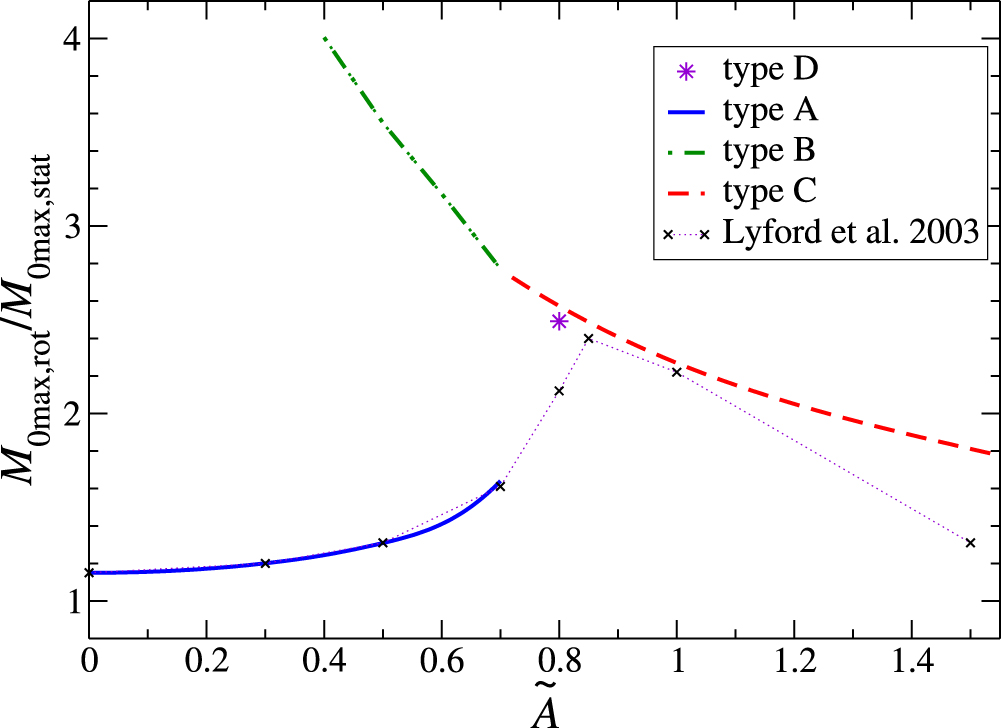 4
3
2
1
M0max,rot/M0max,stat
type D
type A
type B
type C
Lyford et al. 2003
0 0.2 0.4 0.6 0.8 1 1.2 1.4
Ã